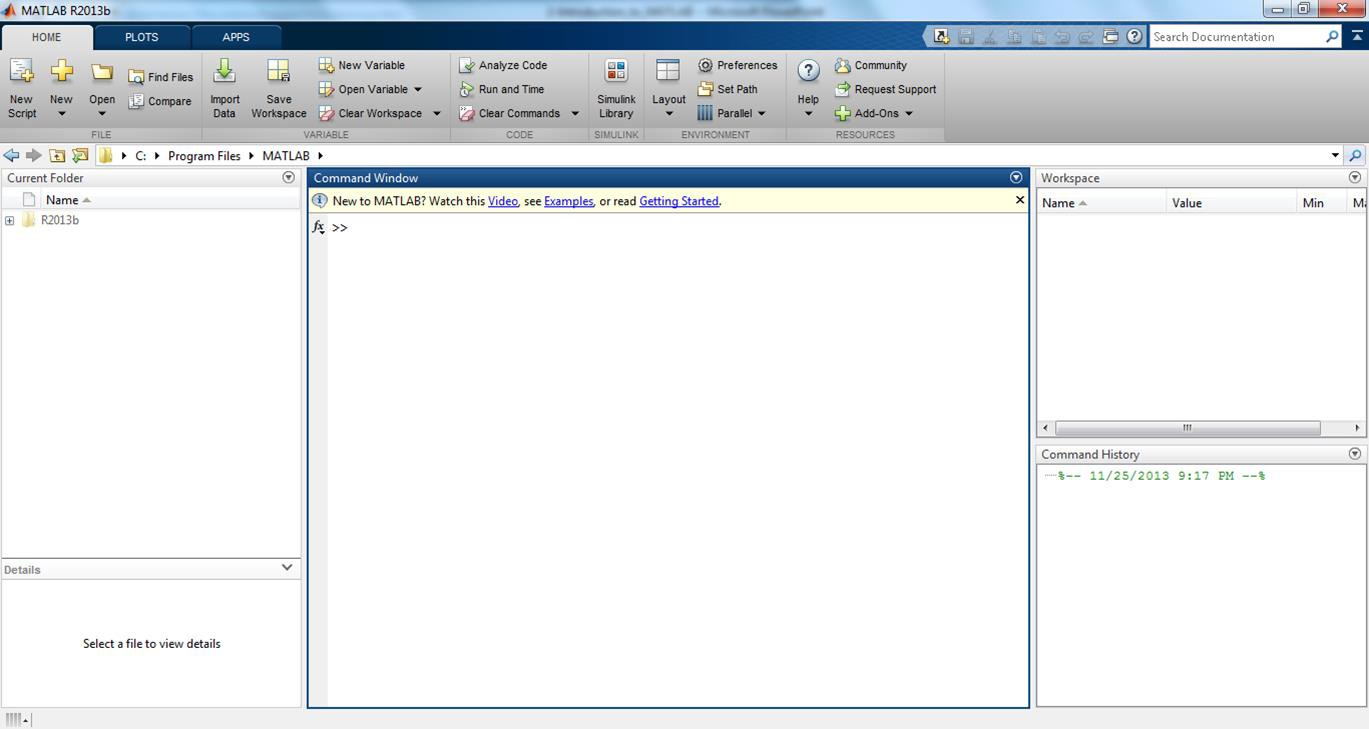 MATLAB R2013b
HOME PLOTS APPS
Search Documentation
New Script
New
Open
Find Files
Compare
FILE
Import Data
Save Workspace
New Variable
Open Variable
Clear Workspace
VARIABLE
Analyze Code
Run and Time
Clear Commands
CODE
Simulink Library
SIMULINK
Layout
Preferences
Set Path
Parallel
ENVIRONMENT
Help
Community
Request Support
Add-Ons
RESOURCES
C: Program Files MATLAB
Current Folder
Name
R2013b
Details
Select a file to view details
Command Window
New to MATLAB? Watch this Video, see Examples, or read Getting Started.
fx >>
Workspace
Name Value Min
Command History
%-- 11/25/2013 9:17 PM --%